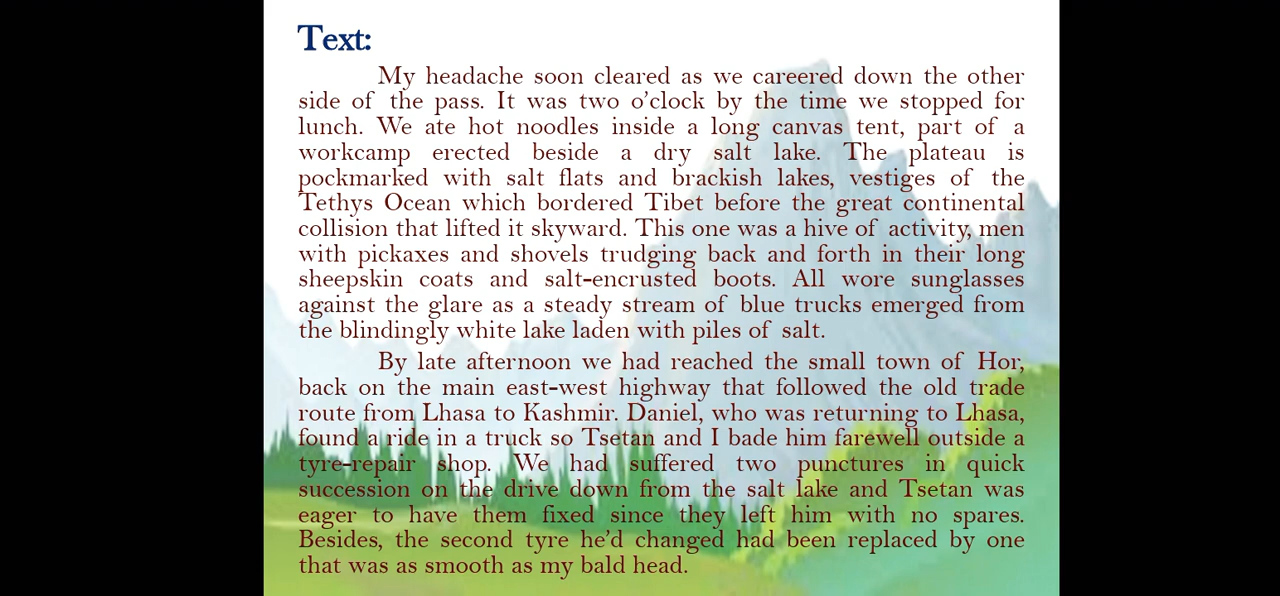 Text:
My headache soon cleared as we careered down the other
side of the pass. It was two o’clock by the time we stopped for
lunch. We ate hot noodles inside a long canvas tent, part of a
workcamp erected beside a dry salt lake. The plateau is
pockmarked with salt flats and brackish lakes, vestiges of the
Tethys Ocean which bordered Tibet before the great continental
collision that lifted it skyward. This one was a hive of activity, men
with pickaxes and shovels trudging back and forth in their long
sheepskin coats and salt-encrusted boots. All wore sunglasses
against the glare as a steady stream of blue trucks emerged from
the blindingly white lake laden with piles of salt.
By late afternoon we had reached the small town of Hor,
back on the main east-west highway that followed the old trade
route from Lhasa to Kashmir. Daniel, who was returning to Lhasa,
found a ride in a truck so Tsetan and I bade him farewell outside a
tyre-repair shop. We had suffered two punctures in quick
succession on the drive down from the salt lake and Tsetan was
eager to have them fixed since they left him with no spares.
Besides, the second tyre he’d changed had been replaced by one
that was as smooth as my bald head.